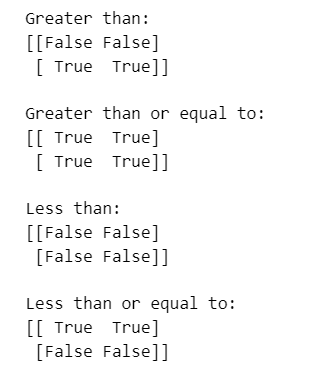 Greater than:
[[False False]
 [ True  True]]

Greater than or equal to:
[[ True  True]
 [ True  True]]

Less than:
[[False False]
 [False False]]

Less than or equal to:
[[ True  True]
 [False False]]